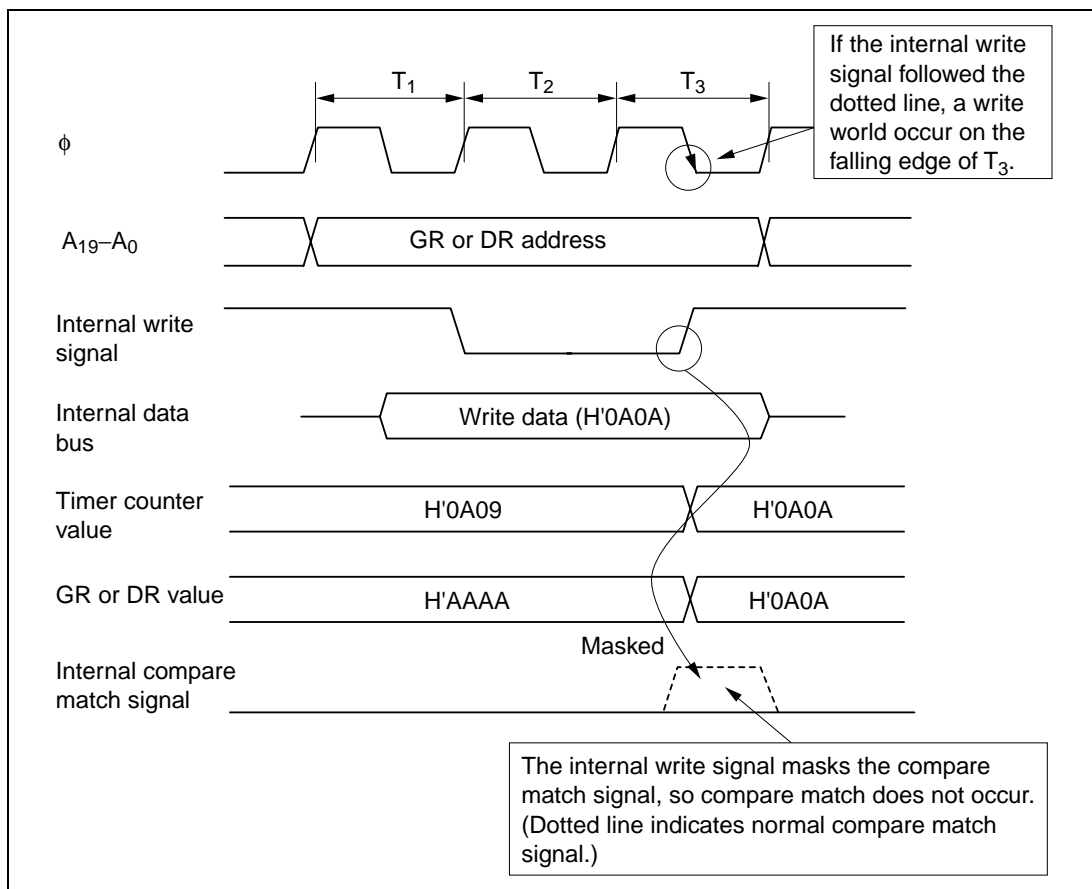 If the internal write
signal followed the
dotted line, a write
world occur on the
falling edge of T3.
T1
T2
T3
ϕ
A19–A0
GR or DR address
Internal write
signal
Internal data
bus
Write data (H'0A0A)
Timer counter
value
H'0A09
H'0A0A
GR or DR value
H'AAAA
H'0A0A
Masked
Internal compare
match signal
The internal write signal masks the compare
match signal, so compare match does not occur.
(Dotted line indicates normal compare match
signal.)